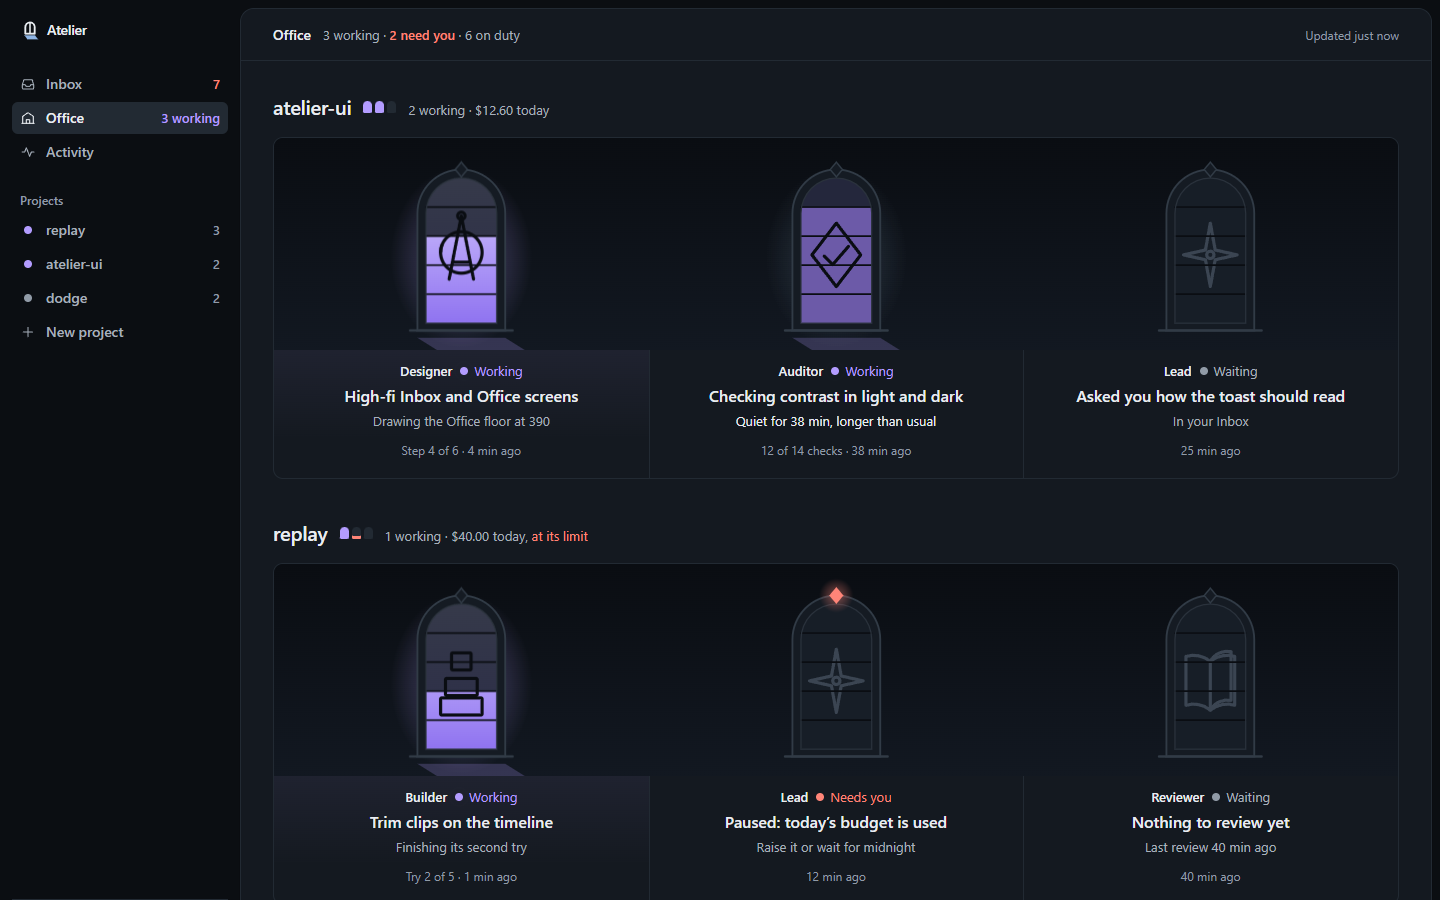 Atelier
Inbox 7
Office 3 working
Activity
Projects
replay 3
atelier-ui 2
dodge 2
New project
Office 3 working · 2 need you · 6 on duty
Updated just now
atelier-ui 2 working · $12.60 today
Designer Working
High-fi Inbox and Office screens
Drawing the Office floor at 390
Step 4 of 6 · 4 min ago
Auditor Working
Checking contrast in light and dark
Quiet for 38 min, longer than usual
12 of 14 checks · 38 min ago
Lead Waiting
Asked you how the toast should read
In your Inbox
25 min ago
replay 1 working · $40.00 today, at its limit
Builder Working
Trim clips on the timeline
Finishing its second try
Try 2 of 5 · 1 min ago
Lead Needs you
Paused: today’s budget is used
Raise it or wait for midnight
12 min ago
Reviewer Waiting
Nothing to review yet
Last review 40 min ago
40 min ago